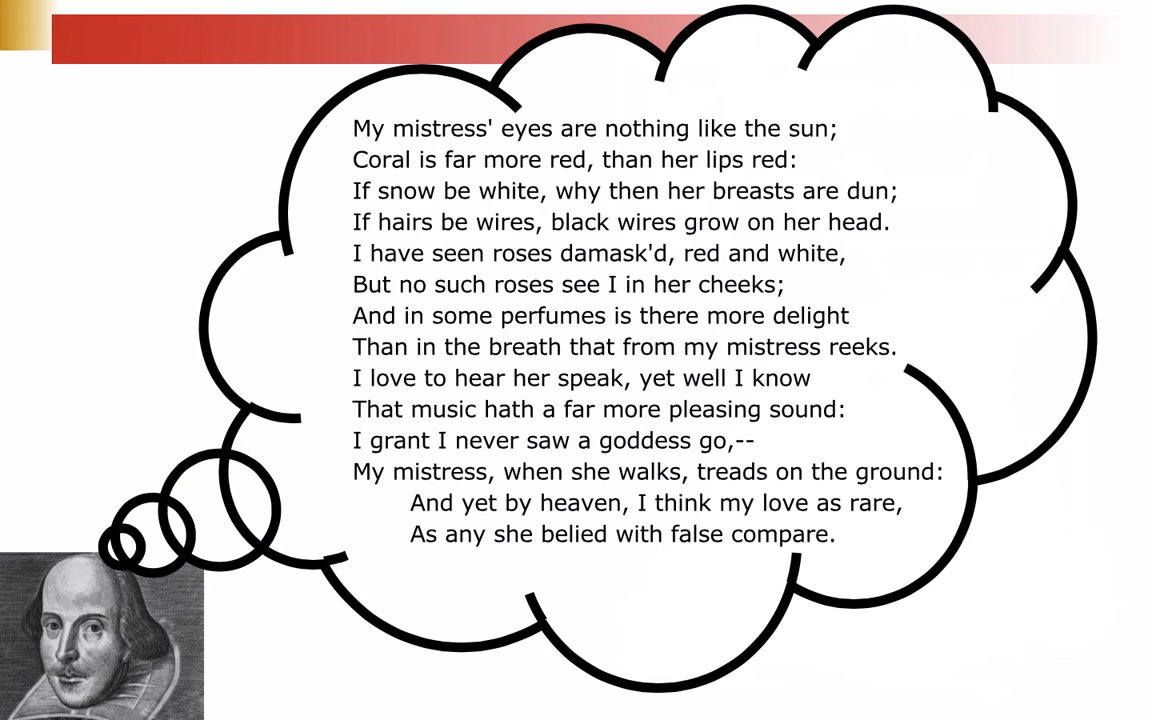 My mistress' eyes are nothing like the sun;
Coral is far more red, than her lips red:
If snow be white, why then her breasts are dun;
If hairs be wires, black wires grow on her head.
I have seen roses damask'd, red and white,
But no such roses see I in her cheeks;
And in some perfumes is there more delight
Than in the breath that from my mistress reeks.
I love to hear her speak, yet well I know
That music hath a far more pleasing sound:
I grant I never saw a goddess go,--
My mistress, when she walks, treads on the ground:
And yet by heaven, I think my love as rare,
As any she belied with false compare.